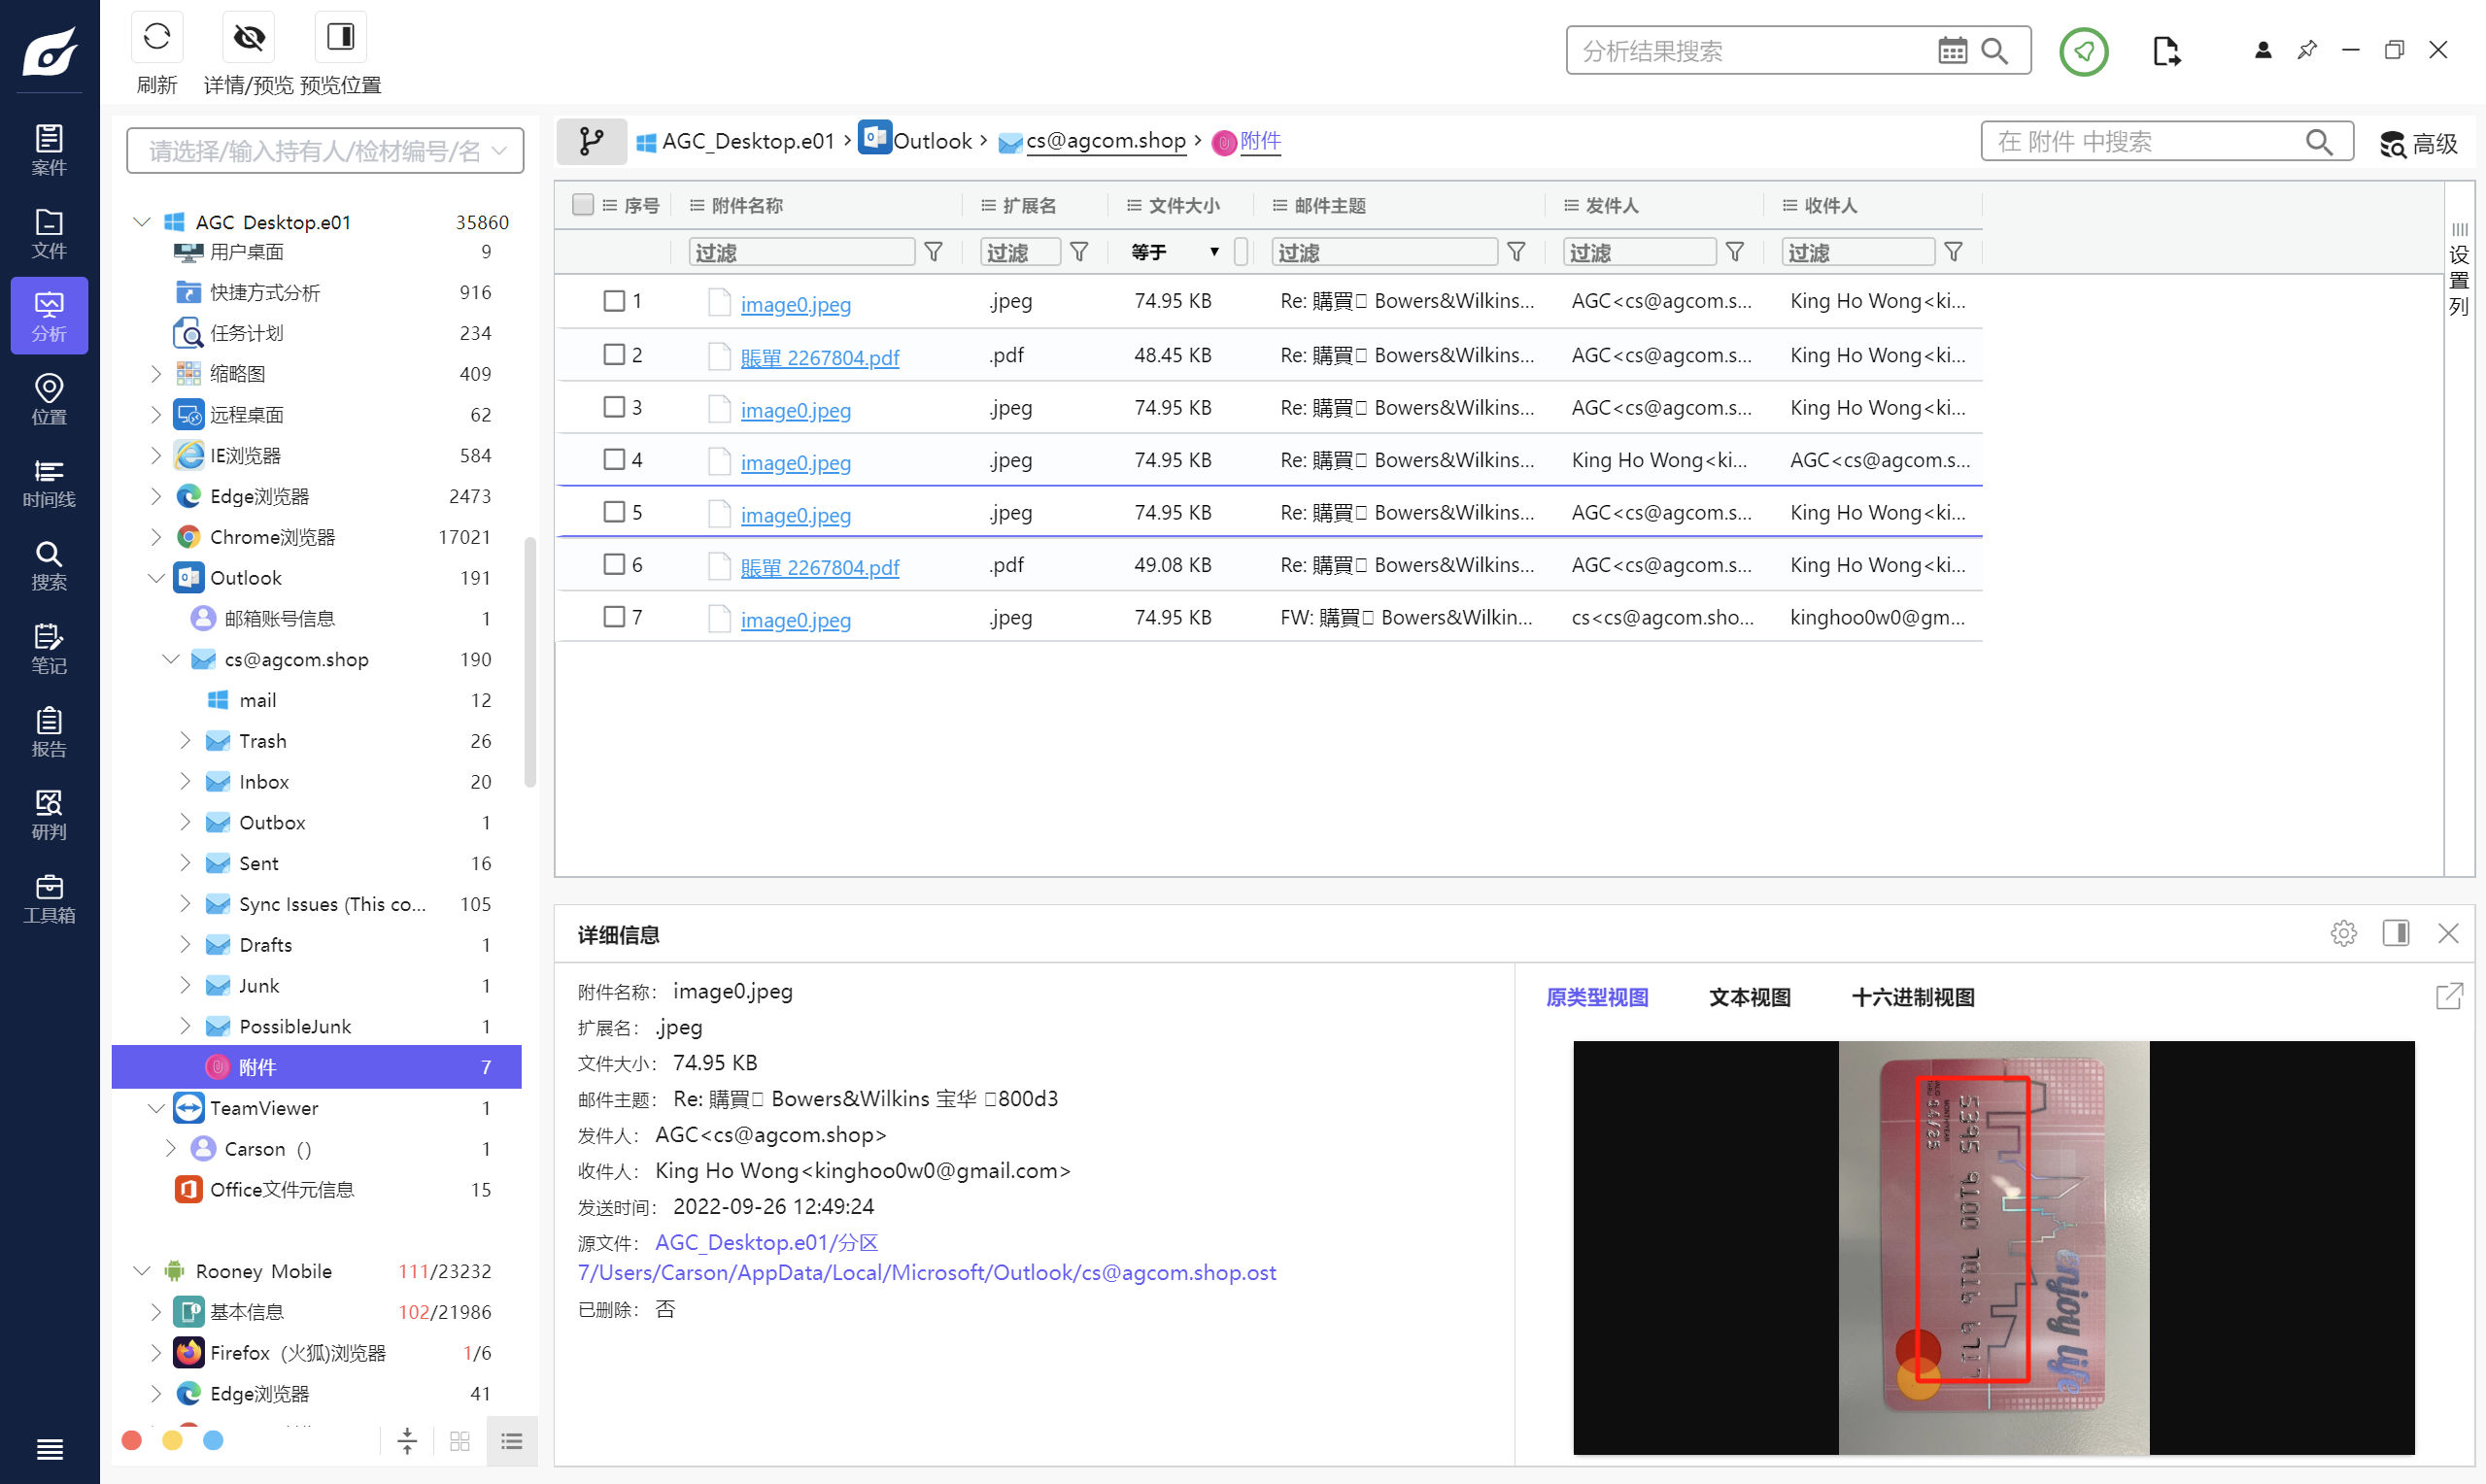 刷新
详情/预览
预览位置
分析结果搜索
案件
文件
分析
位置
时间线
搜索
笔记
报告
研判
工具箱
请选择/输入持有人/检材编号/名
AGC_Desktop.e01 35860
用户桌面 9
快捷方式分析 916
任务计划 234
缩略图 409
远程桌面 62
IE浏览器 584
Edge浏览器 2473
Chrome浏览器 17021
Outlook 191
邮箱账号信息 1
cs@agcom.shop 190
mail 12
Trash 26
Inbox 20
Outbox 1
Sent 16
Sync Issues (This co... 105
Drafts 1
Junk 1
PossibleJunk 1
附件 7
TeamViewer 1
Carson () 1
Office文件元信息 15
Rooney_Mobile 111/23232
基本信息 102/21986
Firefox (火狐)浏览器 1/6
Edge浏览器 41
AGC_Desktop.e01 › Outlook › cs@agcom.shop › 附件
在 附件 中搜索
高级
序号 附件名称 扩展名 文件大小 邮件主题 发件人 收件人
过滤 过滤 等于 过滤 过滤 过滤
1 image0.jpeg .jpeg 74.95 KB Re: 購買 Bowers&Wilkins... AGC<cs@agcom.s... King Ho Wong<ki...
2 賬單 2267804.pdf .pdf 48.45 KB Re: 購買 Bowers&Wilkins... AGC<cs@agcom.s... King Ho Wong<ki...
3 image0.jpeg .jpeg 74.95 KB Re: 購買 Bowers&Wilkins... AGC<cs@agcom.s... King Ho Wong<ki...
4 image0.jpeg .jpeg 74.95 KB Re: 購買 Bowers&Wilkins... King Ho Wong<ki... AGC<cs@agcom.s...
5 image0.jpeg .jpeg 74.95 KB Re: 購買 Bowers&Wilkins... AGC<cs@agcom.s... King Ho Wong<ki...
6 賬單 2267804.pdf .pdf 49.08 KB Re: 購買 Bowers&Wilkins... AGC<cs@agcom.s... King Ho Wong<ki...
7 image0.jpeg .jpeg 74.95 KB FW: 購買 Bowers&Wilkin... cs<cs@agcom.sho... kinghoo0w0@gm...
设置列
详细信息
附件名称： image0.jpeg
扩展名： .jpeg
文件大小： 74.95 KB
邮件主题： Re: 購買 Bowers&Wilkins 宝华 800d3
发件人： AGC<cs@agcom.shop>
收件人： King Ho Wong<kinghoo0w0@gmail.com>
发送时间： 2022-09-26 12:49:24
源文件： AGC_Desktop.e01/分区
7/Users/Carson/AppData/Local/Microsoft/Outlook/cs@agcom.shop.ost
已删除： 否
原类型视图 文本视图 十六进制视图
enjoy life